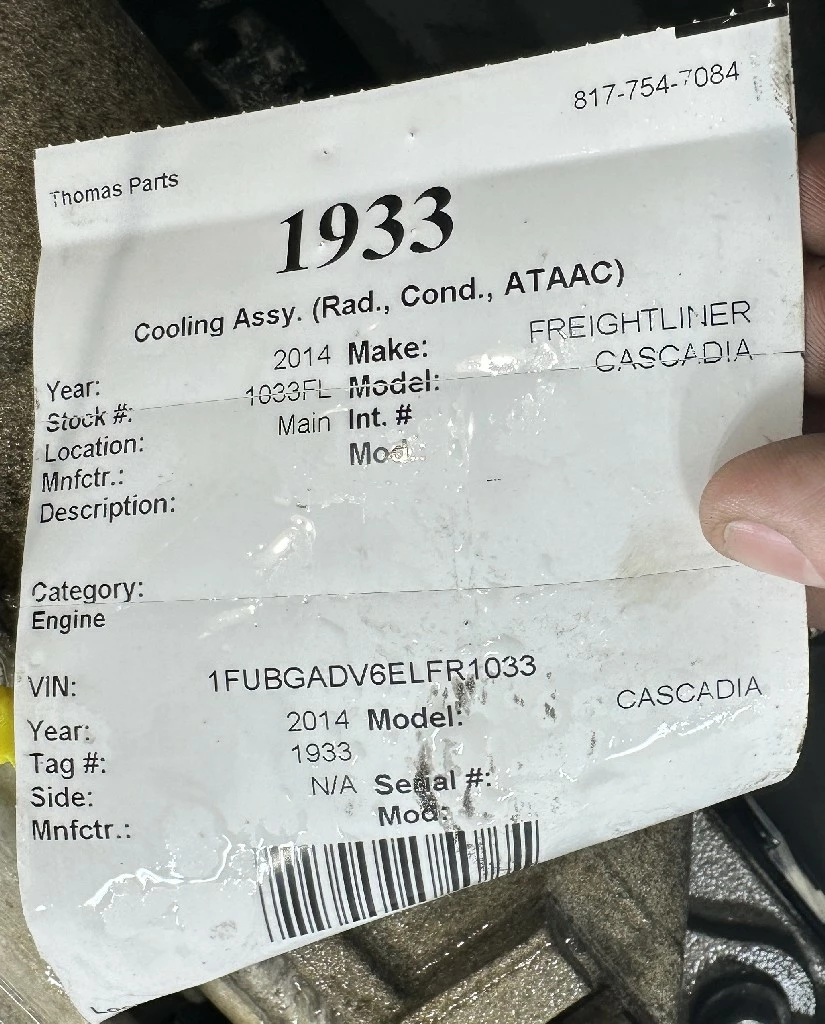 817-754-7084
Thomas Parts
1933
Cooling Assy. (Rad., Cond., ATAAC)
Year: 2014 Make: FREIGHTLINER
Stock #: 1033FL Model: CASCADIA
Location: Main Int. #
Mnfctr.: Mod.:
Description:
Category:
Engine
VIN: 1FUBGADV6ELFR1033
Year: 2014 Model: CASCADIA
Tag #: 1933
Side: N/A Serial #:
Mnfctr.: Mod: